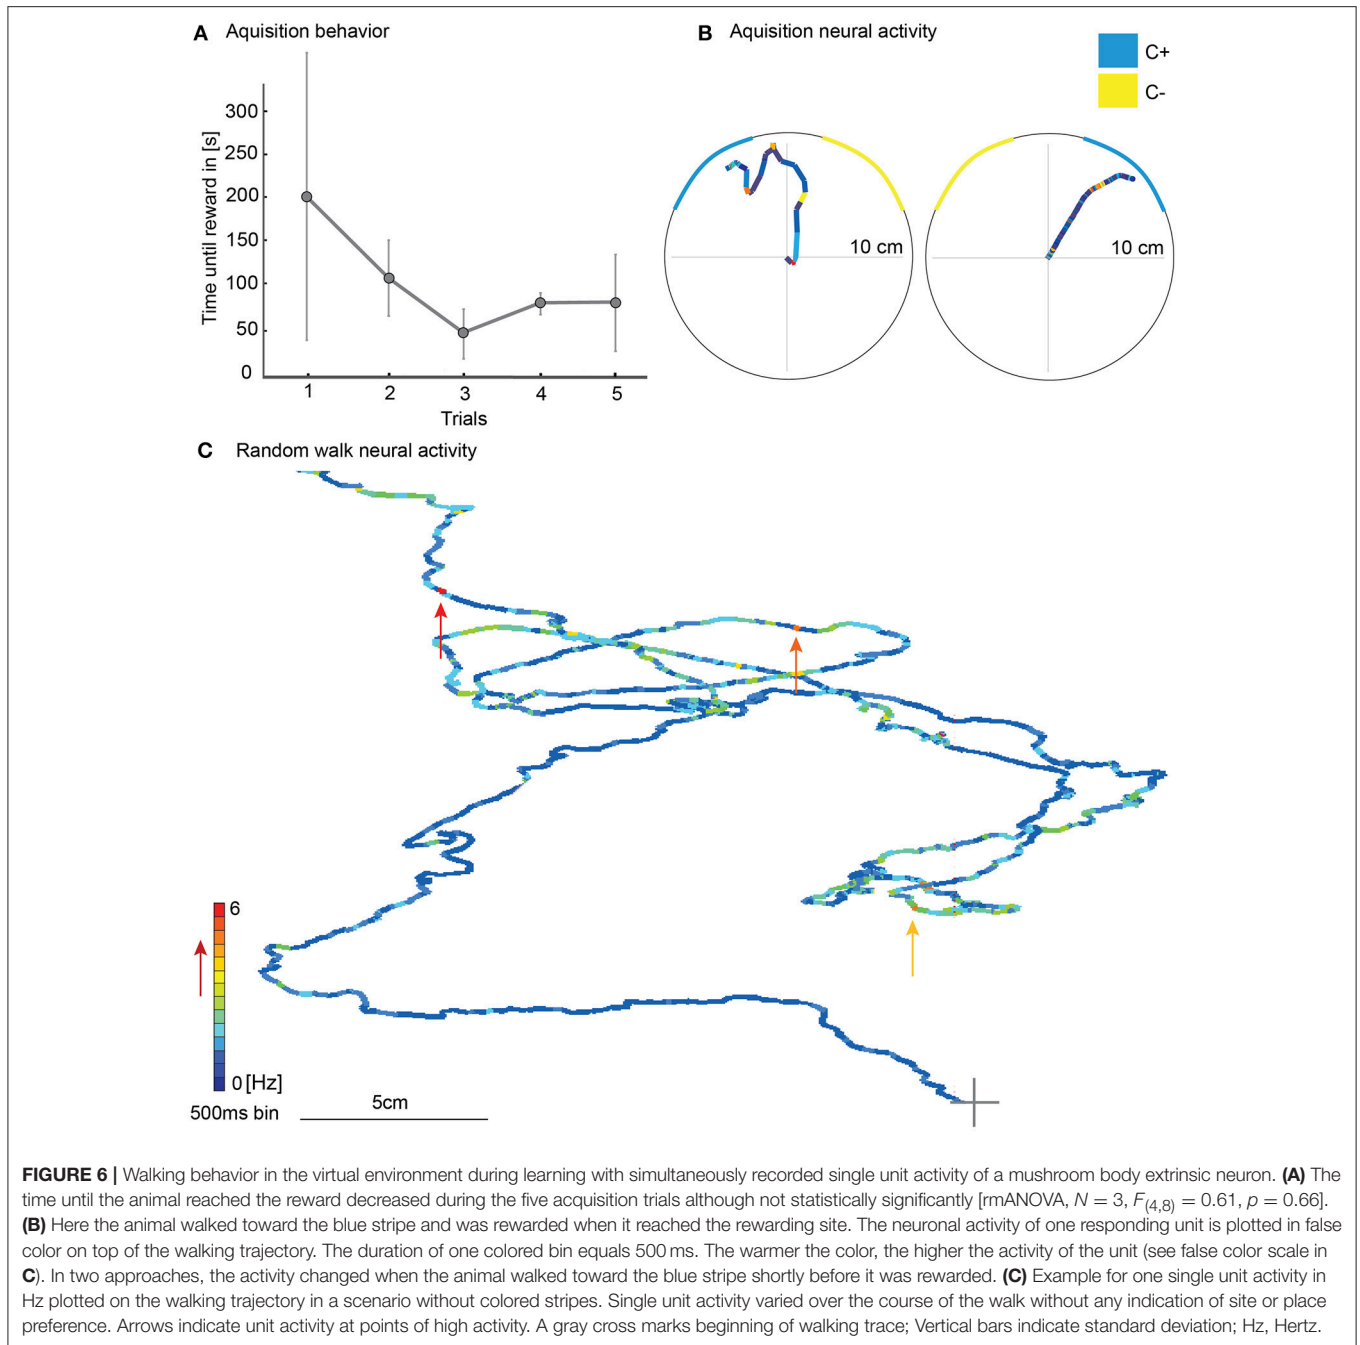 A Aquisition behavior
B Aquisition neural activity
C+
C-
Time until reward in [s]
300
250
200
150
100
50
0
1 2 3 4 5
Trials
10 cm
10 cm
C Random walk neural activity
6
0 [Hz]
500ms bin
5cm
FIGURE 6 | Walking behavior in the virtual environment during learning with simultaneously recorded single unit activity of a mushroom body extrinsic neuron. (A) The
time until the animal reached the reward decreased during the five acquisition trials although not statistically significantly [rmANOVA, N = 3, F(4,8) = 0.61, p = 0.66].
(B) Here the animal walked toward the blue stripe and was rewarded when it reached the rewarding site. The neuronal activity of one responding unit is plotted in false
color on top of the walking trajectory. The duration of one colored bin equals 500 ms. The warmer the color, the higher the activity of the unit (see false color scale in
C). In two approaches, the activity changed when the animal walked toward the blue stripe shortly before it was rewarded. (C) Example for one single unit activity in
Hz plotted on the walking trajectory in a scenario without colored stripes. Single unit activity varied over the course of the walk without any indication of site or place
preference. Arrows indicate unit activity at points of high activity. A gray cross marks beginning of walking trace; Vertical bars indicate standard deviation; Hz, Hertz.